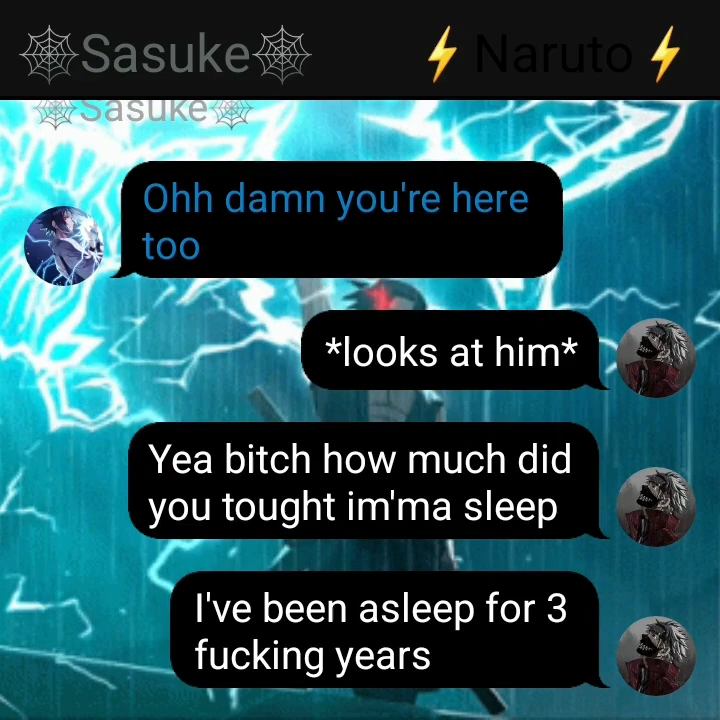 🕸Sasuke🕸 ⚡ Naruto ⚡
🕸Sasuke🕸
Ohh damn you're here
too
*looks at him*
Yea bitch how much did
you tought im'ma sleep
I've been asleep for 3
fucking years